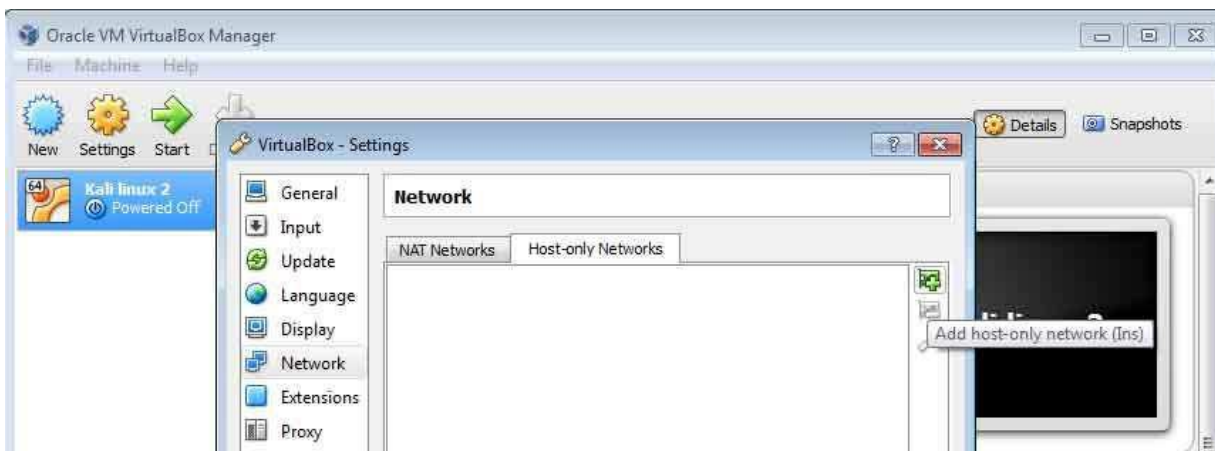 Oracle VM VirtualBox Manager
File Machine Help
New Settings Start
Details Snapshots
64
Kali linux 2
Powered Off
VirtualBox - Settings
General
Input
Update
Language
Display
Network
Extensions
Proxy
Network
NAT Networks Host-only Networks
Add host-only network (Ins)